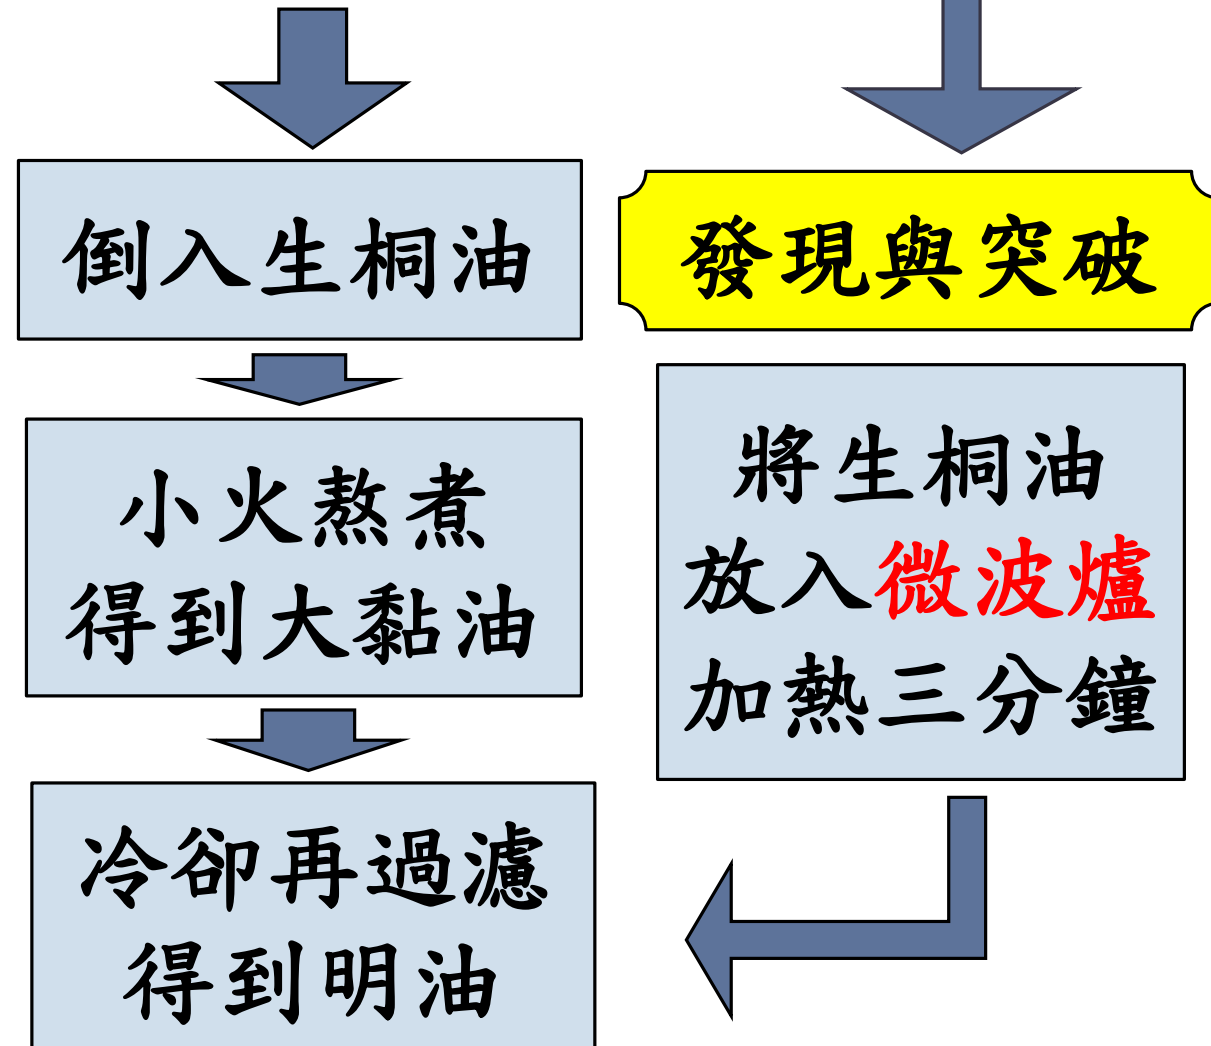 倒入生桐油
小火熬煮
得到大黏油
冷卻再過濾
得到明油
發現與突破
將生桐油
放入微波爐
加熱三分鐘